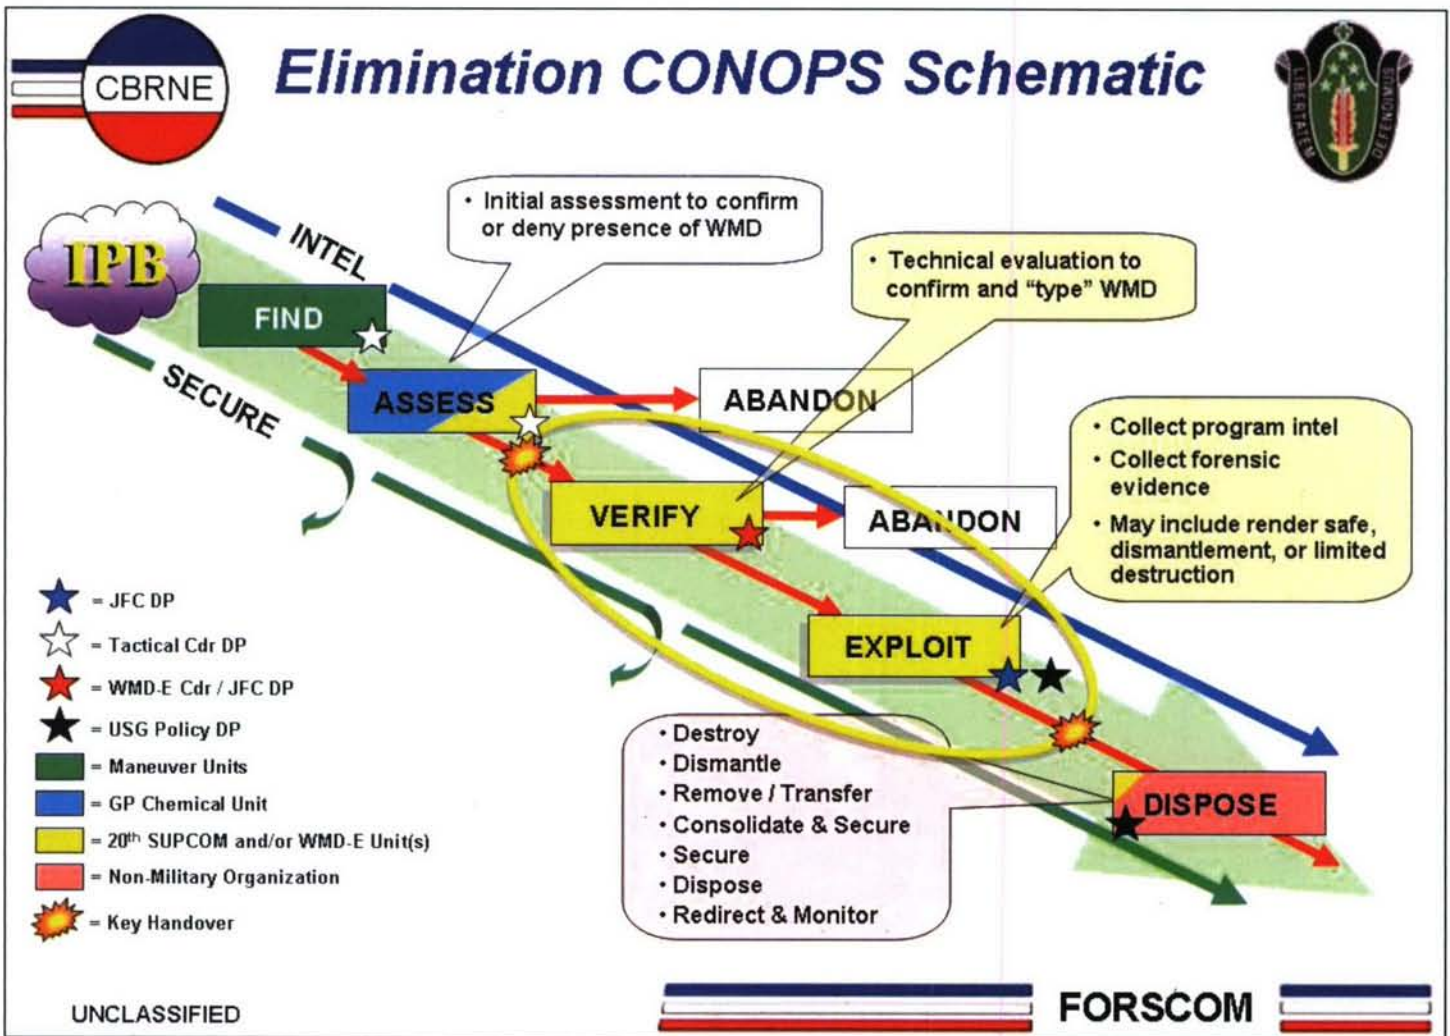 CBRNE
Elimination CONOPS Schematic
LIBERTATEM
DEFENDIMUS
IPB
INTEL
SECURE
• Initial assessment to confirm
or deny presence of WMD
• Technical evaluation to
confirm and “type” WMD
FIND
ASSESS
ABANDON
VERIFY
ABANDON
• Collect program intel
• Collect forensic
evidence
• May include render safe,
dismantlement, or limited
destruction
EXPLOIT
• Destroy
• Dismantle
• Remove / Transfer
• Consolidate & Secure
• Secure
• Dispose
• Redirect & Monitor
DISPOSE
= JFC DP
= Tactical Cdr DP
= WMD-E Cdr / JFC DP
= USG Policy DP
= Maneuver Units
= GP Chemical Unit
= 20th SUPCOM and/or WMD-E Unit(s)
= Non-Military Organization
= Key Handover
UNCLASSIFIED
FORSCOM